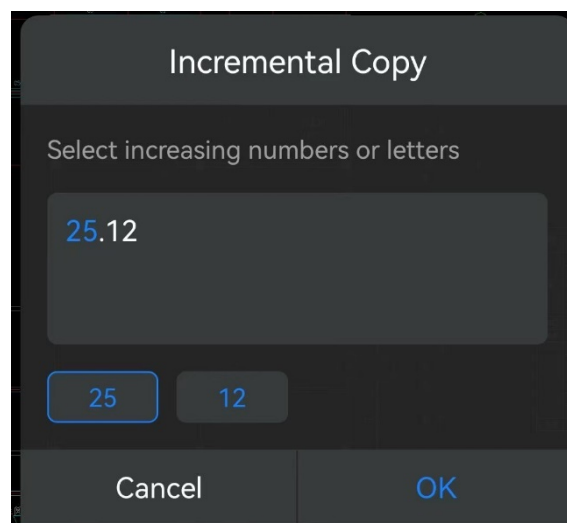 Incremental Copy
Select increasing numbers or letters
25.12
25 12
Cancel OK